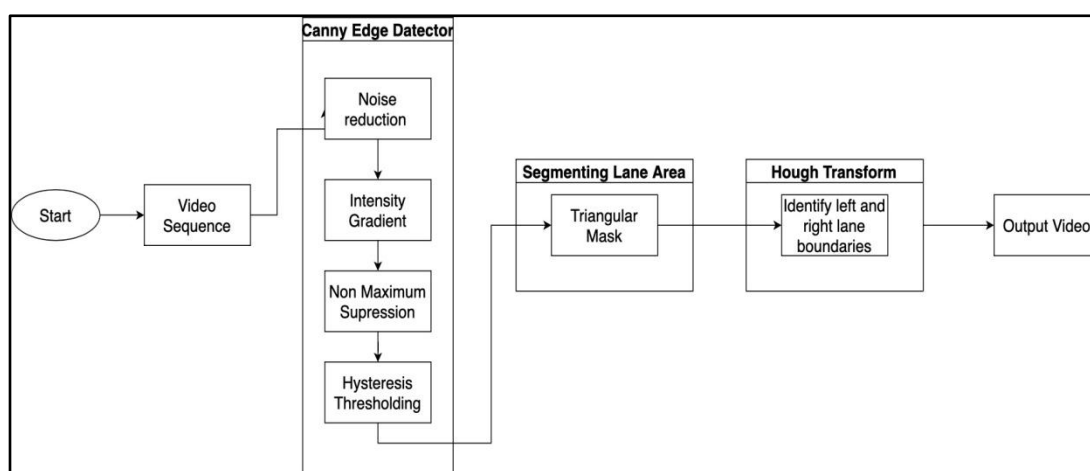 Canny Edge Datector
Noise
reduction
Intensity
Gradient
Non Maximum
Supression
Hysteresis
Thresholding
Start
Video
Sequence
Segmenting Lane Area
Triangular
Mask
Hough Transform
Identify left and
right lane
boundaries
Output Video